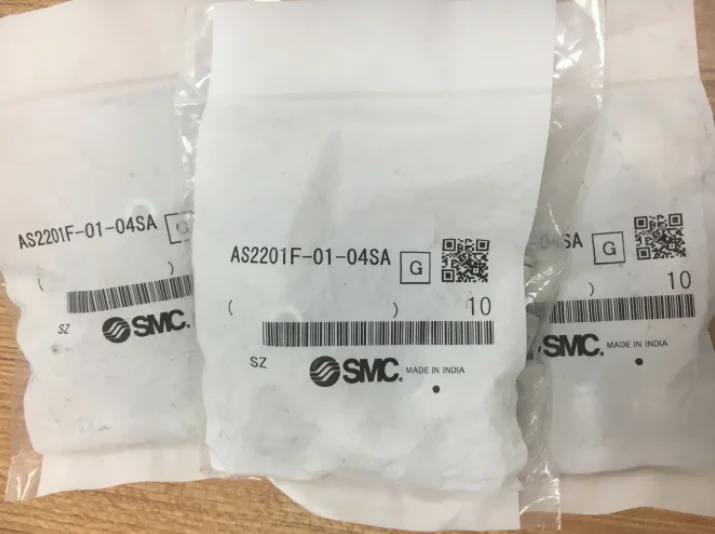 AS2201F-01-04SA G
( )
SZ SMC.
AS2201F-01-04SA G
( ) 10
SZ SMC. MADE IN INDIA
-04SA G
) 10
SMC. MADE IN INDIA